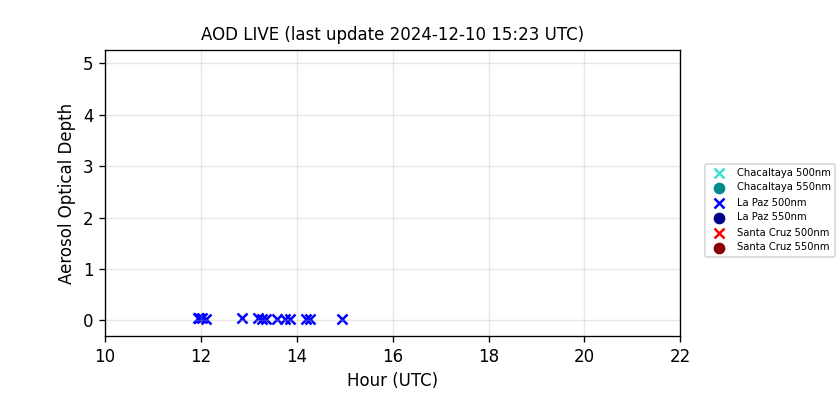 AOD LIVE (last update 2024-12-10 15:23 UTC)
5
4
3
2
1
0
Aerosol Optical Depth
10 12 14 16 18 20 22
Hour (UTC)
Chacaltaya 500nm
Chacaltaya 550nm
La Paz 500nm
La Paz 550nm
Santa Cruz 500nm
Santa Cruz 550nm